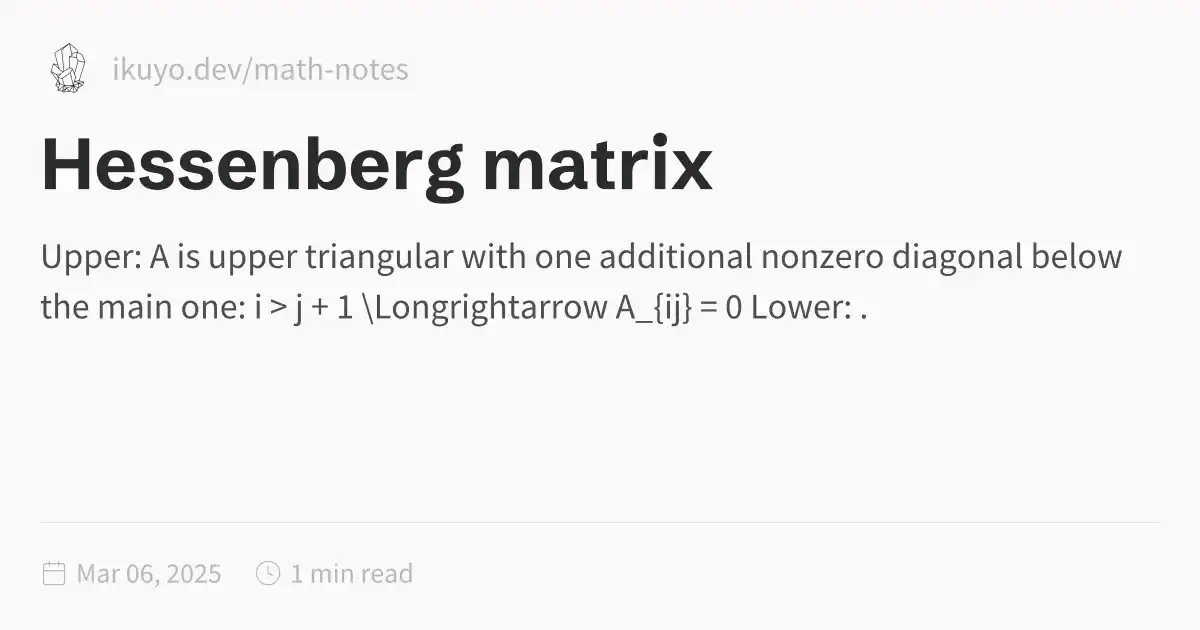 ikuyo.dev/math-notes
Hessenberg matrix
Upper: A is upper triangular with one additional nonzero diagonal below
the main one: i > j + 1 \Longrightarrow A_{ij} = 0 Lower: .
Mar 06, 2025 1 min read